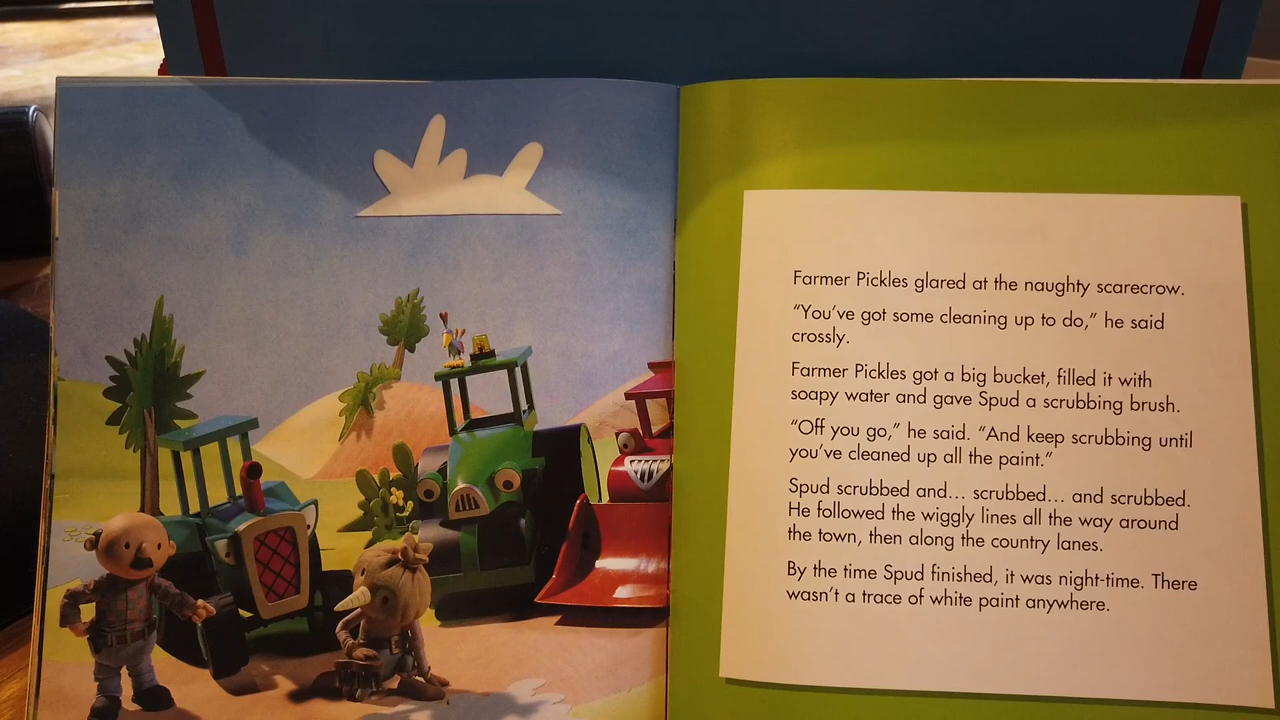 Farmer Pickles glared at the naughty scarecrow.
“You’ve got some cleaning up to do,” he said
crossly.
Farmer Pickles got a big bucket, filled it with
soapy water and gave Spud a scrubbing brush.
“Off you go,” he said. “And keep scrubbing until
you’ve cleaned up all the paint.”
Spud scrubbed and… scrubbed… and scrubbed.
He followed the wiggly lines all the way around
the town, then along the country lanes.
By the time Spud finished, it was night-time. There
wasn’t a trace of white paint anywhere.